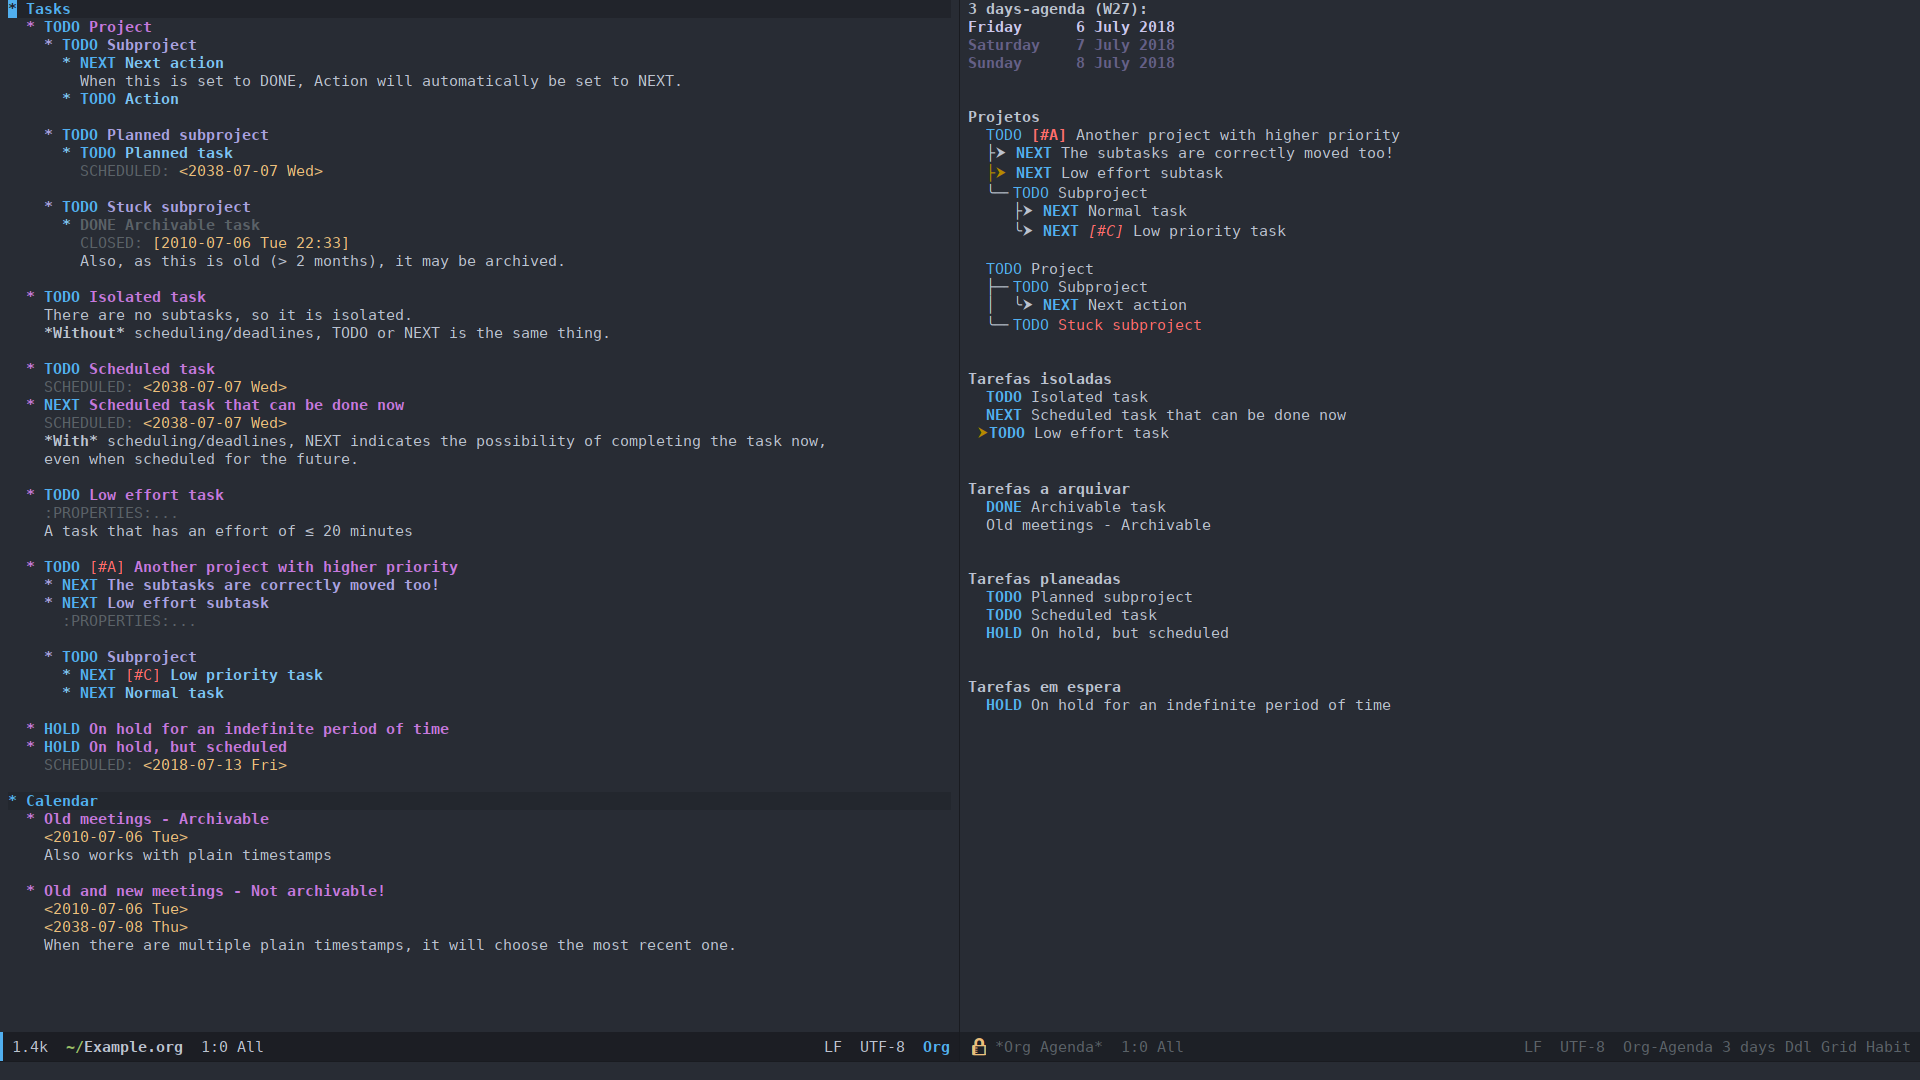 * Tasks
* TODO Project
* TODO Subproject
* NEXT Next action
When this is set to DONE, Action will automatically be set to NEXT.
* TODO Action
* TODO Planned subproject
* TODO Planned task
SCHEDULED: <2038-07-07 Wed>
* TODO Stuck subproject
* DONE Archivable task
CLOSED: [2010-07-06 Tue 22:33]
Also, as this is old (> 2 months), it may be archived.
* TODO Isolated task
There are no subtasks, so it is isolated.
*Without* scheduling/deadlines, TODO or NEXT is the same thing.
* TODO Scheduled task
SCHEDULED: <2038-07-07 Wed>
* NEXT Scheduled task that can be done now
SCHEDULED: <2038-07-07 Wed>
*With* scheduling/deadlines, NEXT indicates the possibility of completing the task now,
even when scheduled for the future.
* TODO Low effort task
:PROPERTIES:...
A task that has an effort of ≤ 20 minutes
* TODO [#A] Another project with higher priority
* NEXT The subtasks are correctly moved too!
* NEXT Low effort subtask
:PROPERTIES:...
* TODO Subproject
* NEXT [#C] Low priority task
* NEXT Normal task
* HOLD On hold for an indefinite period of time
* HOLD On hold, but scheduled
SCHEDULED: <2018-07-13 Fri>
* Calendar
* Old meetings - Archivable
<2010-07-06 Tue>
Also works with plain timestamps
* Old and new meetings - Not archivable!
<2010-07-06 Tue>
<2038-07-08 Thu>
When there are multiple plain timestamps, it will choose the most recent one.
1.4k ~/Example.org 1:0 All LF UTF-8 Org
3 days-agenda (W27):
Friday 6 July 2018
Saturday 7 July 2018
Sunday 8 July 2018
Projetos
TODO [#A] Another project with higher priority
├➤ NEXT The subtasks are correctly moved too!
├➤ NEXT Low effort subtask
╰─ TODO Subproject
├➤ NEXT Normal task
╰➤ NEXT [#C] Low priority task
TODO Project
├─ TODO Subproject
│ ╰➤ NEXT Next action
╰─ TODO Stuck subproject
Tarefas isoladas
TODO Isolated task
NEXT Scheduled task that can be done now
➤TODO Low effort task
Tarefas a arquivar
DONE Archivable task
Old meetings - Archivable
Tarefas planeadas
TODO Planned subproject
TODO Scheduled task
HOLD On hold, but scheduled
Tarefas em espera
HOLD On hold for an indefinite period of time
*Org Agenda* 1:0 All LF UTF-8 Org-Agenda 3 days Ddl Grid Habit